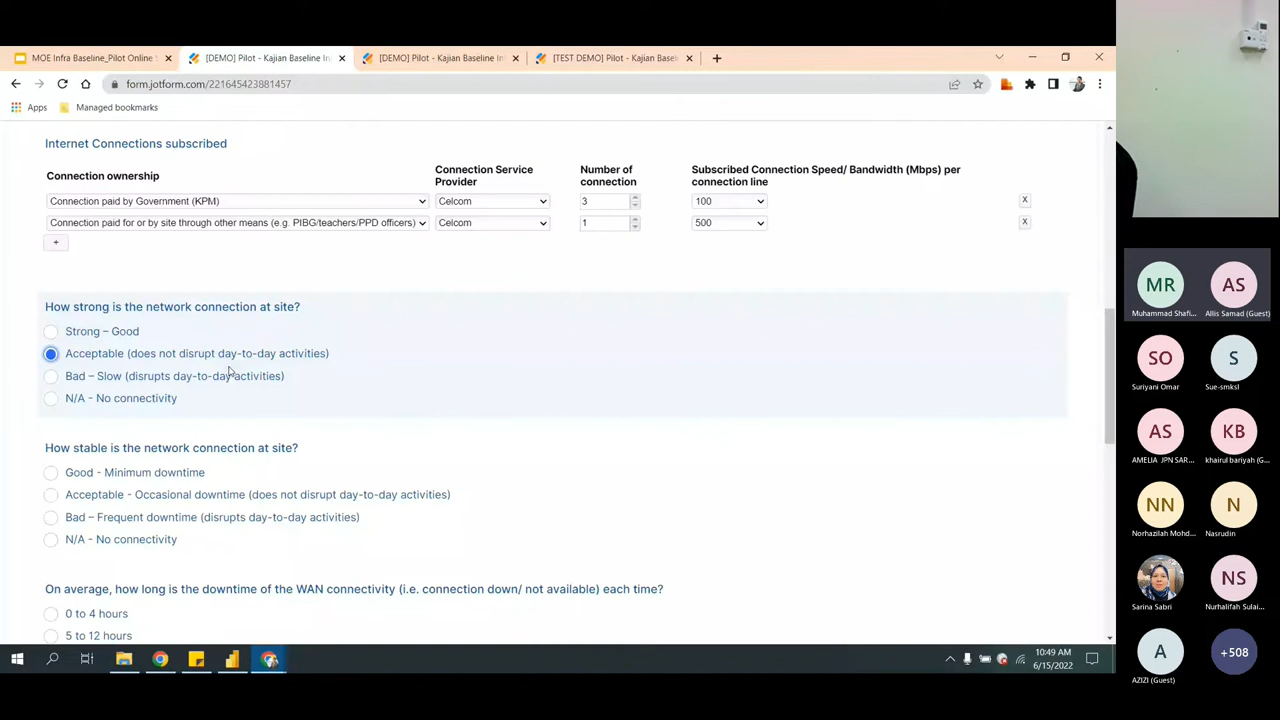 MOE Infra Baseline_Pilot Online
[DEMO] Pilot - Kajian Baseline In
[DEMO] Pilot - Kajian Baseline In
[TEST DEMO] Pilot - Kajian Basel
form.jotform.com/221645423881457
Apps
Managed bookmarks
Internet Connections subscribed
Connection ownership
Connection Service
Provider
Number of
connection
Subscribed Connection Speed/ Bandwidth (Mbps) per
connection line
Connection paid by Government (KPM)
Celcom
3
100
X
Connection paid for or by site through other means (e.g. PIBG/teachers/PPD officers)
Celcom
1
500
X
+
How strong is the network connection at site?
Strong – Good
Acceptable (does not disrupt day-to-day activities)
Bad – Slow (disrupts day-to-day activities)
N/A - No connectivity
How stable is the network connection at site?
Good - Minimum downtime
Acceptable - Occasional downtime (does not disrupt day-to-day activities)
Bad – Frequent downtime (disrupts day-to-day activities)
N/A - No connectivity
On average, how long is the downtime of the WAN connectivity (i.e. connection down/ not available) each time?
0 to 4 hours
5 to 12 hours
10:49 AM
6/15/2022
MR
Muhammad Shafi...
AS
Allis Samad (Guest)
SO
Suriyani Omar
S
Sue-smksl
AS
AMELIA JPN SAR...
KB
khairul bariyah (G...
NN
Norhazilah Mohd...
N
Nasrudin
Sarina Sabri
NS
Nurhalifah Sulai...
A
AZIZI (Guest)
+508